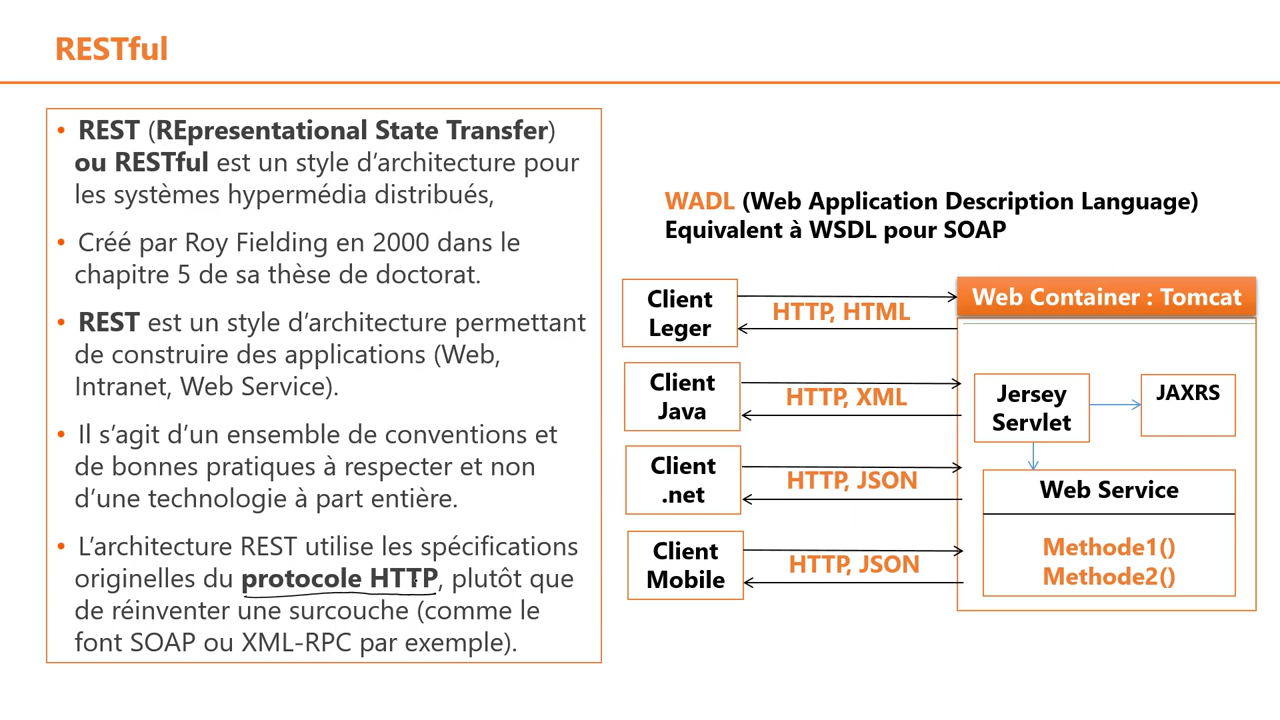 RESTful
• REST (REpresentational State Transfer)
ou RESTful est un style d’architecture pour
les systèmes hypermédia distribués,
• Créé par Roy Fielding en 2000 dans le
chapitre 5 de sa thèse de doctorat.
• REST est un style d’architecture permettant
de construire des applications (Web,
Intranet, Web Service).
• Il s’agit d’un ensemble de conventions et
de bonnes pratiques à respecter et non
d’une technologie à part entière.
• L’architecture REST utilise les spécifications
originelles du protocole HTTP, plutôt que
de réinventer une surcouche (comme le
font SOAP ou XML-RPC par exemple).
WADL (Web Application Description Language)
Equivalent à WSDL pour SOAP
Client
Leger
HTTP, HTML
Client
Java
HTTP, XML
Client
.net
HTTP, JSON
Client
Mobile
HTTP, JSON
Web Container : Tomcat
Jersey
Servlet
JAXRS
Web Service
Methode1()
Methode2()